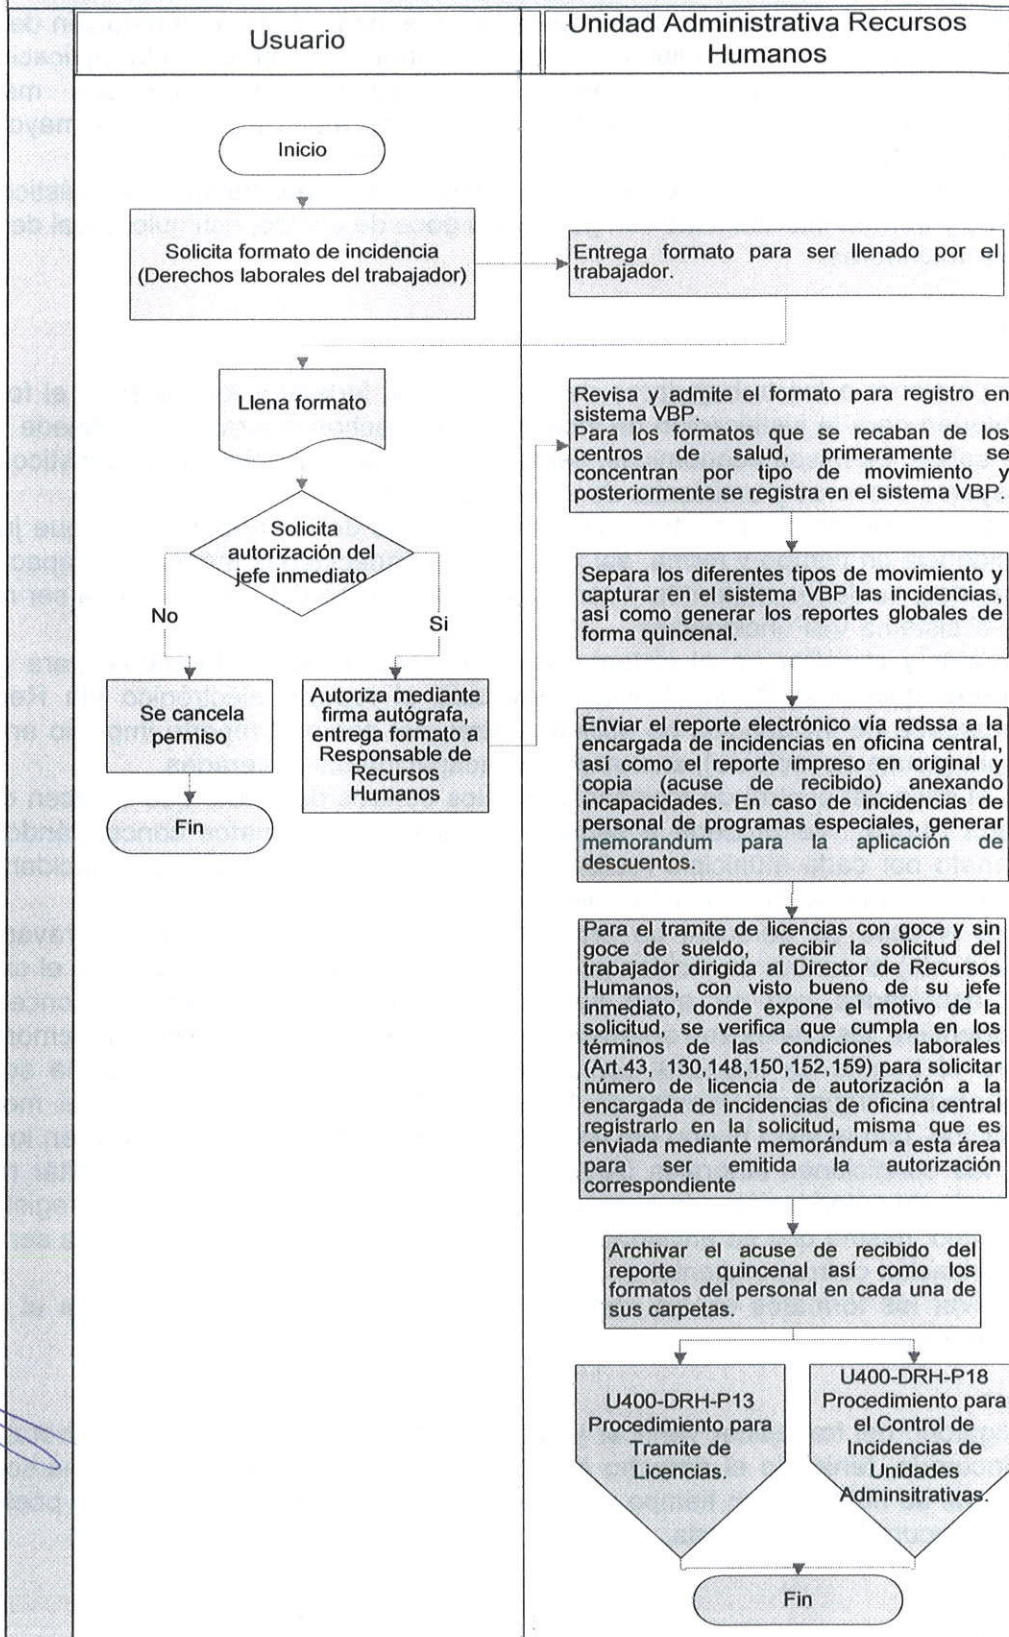 Usuario
Unidad Administrativa Recursos
Humanos
Inicio
Solicita formato de incidencia
(Derechos laborales del trabajador)
Entrega formato para ser llenado por el
trabajador.
Llena formato
Revisa y admite el formato para registro en
sistema VBP.
Para los formatos que se recaban de los
centros de salud, primeramente se
concentran por tipo de movimiento y
posteriormente se registra en el sistema VBP.
Solicita
autorización del
jefe inmediato
No
Si
Separa los diferentes tipos de movimiento y
capturar en el sistema VBP las incidencias,
así como generar los reportes globales de
forma quincenal.
Se cancela
permiso
Autoriza mediante
firma autógrafa,
entrega formato a
Responsable de
Recursos
Humanos
Fin
Enviar el reporte electrónico vía redssa a la
encargada de incidencias en oficina central,
así como el reporte impreso en original y
copia (acuse de recibido) anexando
incapacidades. En caso de incidencias de
personal de programas especiales, generar
memorandum para la aplicación de
descuentos.
Para el tramite de licencias con goce y sin
goce de sueldo, recibir la solicitud del
trabajador dirigida al Director de Recursos
Humanos, con visto bueno de su jefe
inmediato, donde expone el motivo de la
solicitud, se verifica que cumpla en los
términos de las condiciones laborales
(Art.43, 130,148,150,152,159) para solicitar
número de licencia de autorización a la
encargada de incidencias de oficina central
registrarlo en la solicitud, misma que es
enviada mediante memorándum a esta área
para ser emitida la autorización
correspondiente
Archivar el acuse de recibido del
reporte quincenal así como los
formatos del personal en cada una de
sus carpetas.
U400-DRH-P13
Procedimiento para
Tramite de
Licencias.
U400-DRH-P18
Procedimiento para
el Control de
Incidencias de
Unidades
Adminsitrativas.
Fin